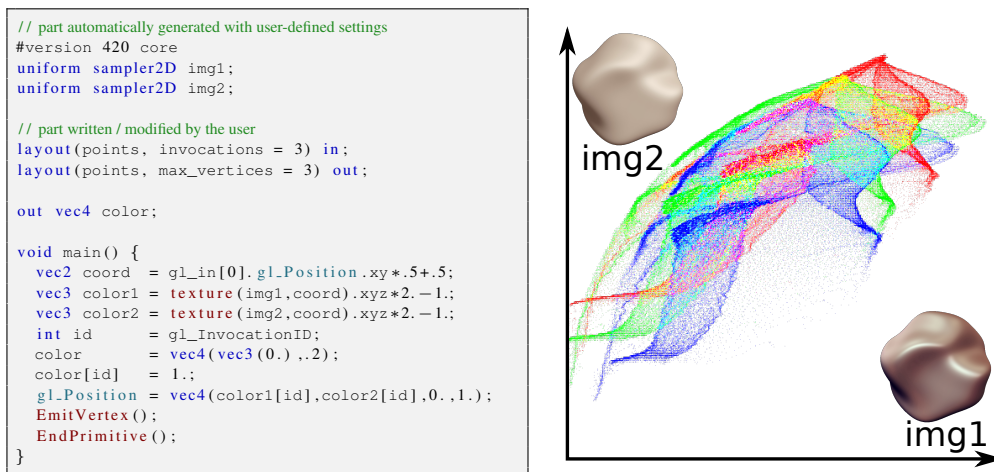 // part automatically generated with user-defined settings
#version 420 core
uniform sampler2D img1;
uniform sampler2D img2;

// part written / modified by the user
layout(points, invocations = 3) in;
layout(points, max_vertices = 3) out;

out vec4 color;

void main() {
  vec2 coord  = gl_in[0].gl_Position.xy*.5+.5;
  vec3 color1 = texture(img1,coord).xyz*2.-1.;
  vec3 color2 = texture(img2,coord).xyz*2.-1.;
  int id      = gl_InvocationID;
  color       = vec4(vec3(0.),.2);
  color[id]   = 1.;
  gl_Position = vec4(color1[id],color2[id],0.,1.);
  EmitVertex();
  EndPrimitive();
}
img2
img1